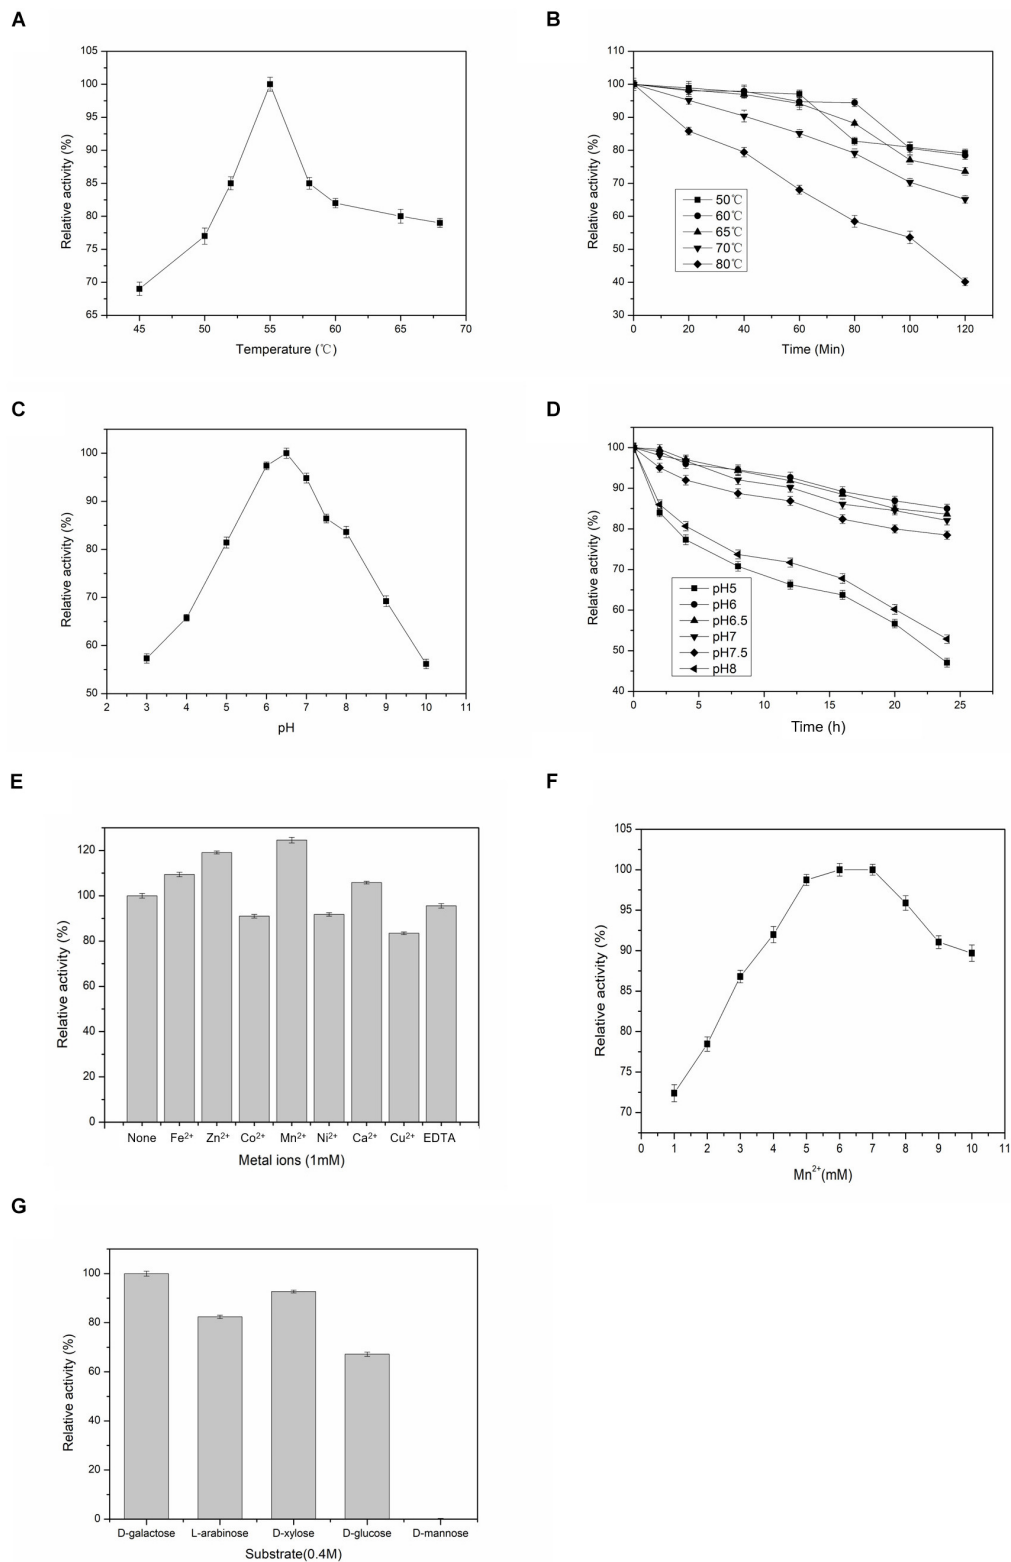 A
105
100
95
90
85
80
75
70
65
45 50 55 60 65 70
Relative activity (%)
Temperature (℃)
B
110
100
90
80
70
60
50
40
30
0 20 40 60 80 100 120
Relative activity (%)
Time (Min)
50℃
60℃
65℃
70℃
80℃
C
100
90
80
70
60
50
2 3 4 5 6 7 8 9 10 11
Relative activity (%)
pH
D
100
90
80
70
60
50
40
0 5 10 15 20 25
Relative activity (%)
Time (h)
pH5
pH6
pH6.5
pH7
pH7.5
pH8
E
120
100
80
60
40
20
0
None Fe²⁺ Zn²⁺ Co²⁺ Mn²⁺ Ni²⁺ Ca²⁺ Cu²⁺ EDTA
Relative activity (%)
Metal ions (1mM)
F
105
100
95
90
85
80
75
70
0 1 2 3 4 5 6 7 8 9 10 11
Relative activity (%)
Mn²⁺(mM)
G
100
80
60
40
20
0
D-galactose L-arabinose D-xylose D-glucose D-mannose
Relative activity (%)
Substrate(0.4M)